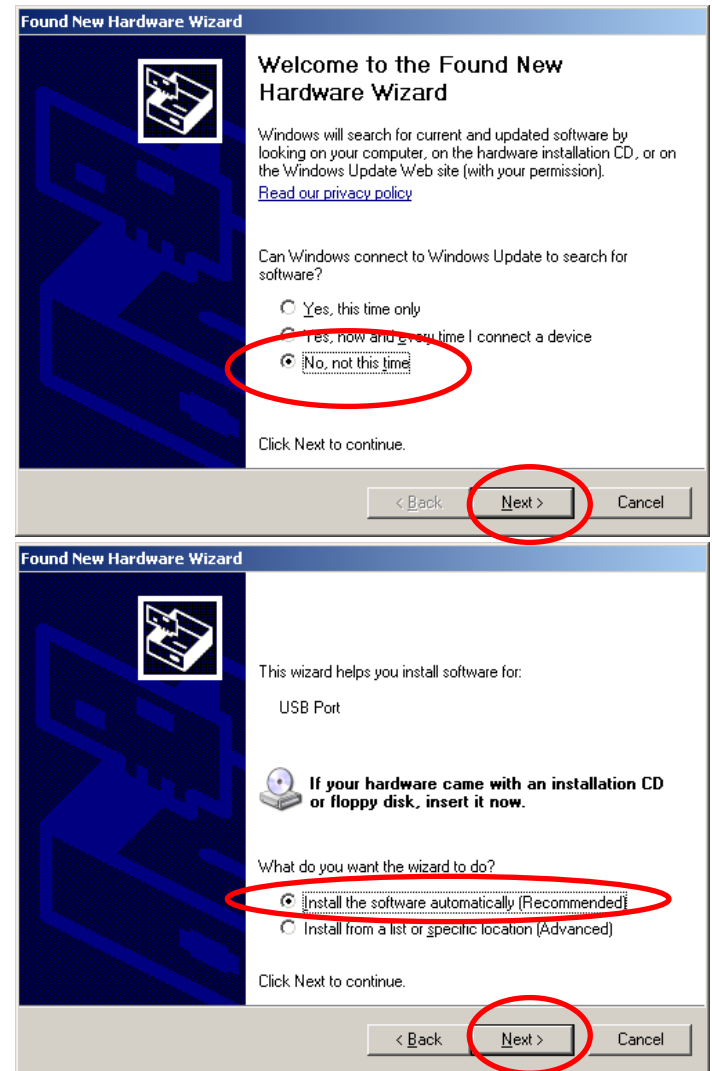 Found New Hardware Wizard
Welcome to the Found New
Hardware Wizard
Windows will search for current and updated software by
looking on your computer, on the hardware installation CD, or on
the Windows Update Web site (with your permission).
Read our privacy policy
Can Windows connect to Windows Update to search for
software?
Yes, this time only
Yes, now and every time I connect a device
No, not this time
Click Next to continue.
< Back
Next >
Cancel
Found New Hardware Wizard
This wizard helps you install software for:
USB Port
If your hardware came with an installation CD
or floppy disk, insert it now.
What do you want the wizard to do?
Install the software automatically (Recommended)
Install from a list or specific location (Advanced)
Click Next to continue.
< Back
Next >
Cancel